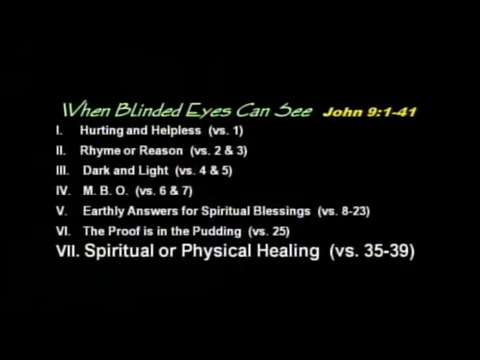 When Blinded Eyes Can See John 9:1-41
I. Hurting and Helpless (vs. 1)
II. Rhyme or Reason (vs. 2 & 3)
III. Dark and Light (vs. 4 & 5)
IV. M. B. O. (vs. 6 & 7)
V. Earthly Answers for Spiritual Blessings (vs. 8-23)
VI. The Proof is in the Pudding (vs. 25)
VII. Spiritual or Physical Healing (vs. 35-39)